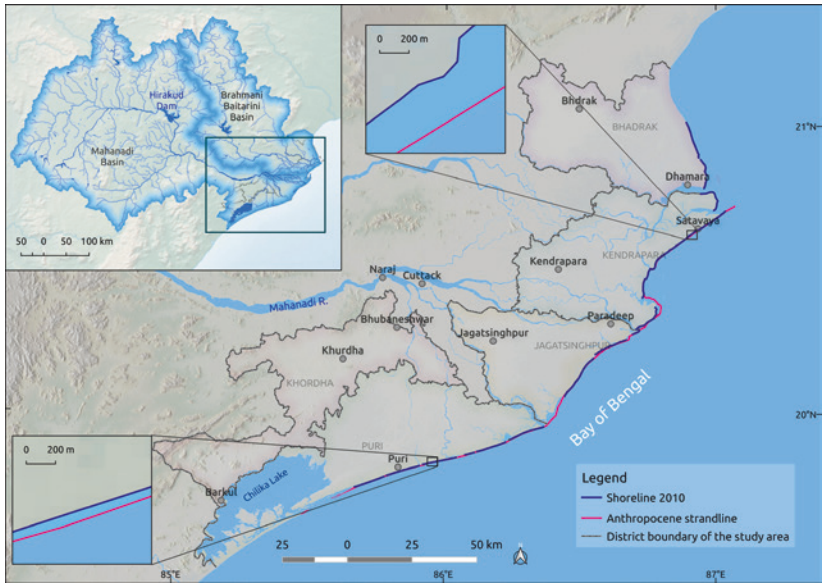 Hirakud
Dam
Brahmani
Baitarini
Basin
Mahanadi
Basin
50 0 50 100 km
0 200 m
Bhdrak
BHADRAK
21°N
Dhamara
Satavaya
KENDRAPARA
Kendrapara
Naraj
Cuttack
Mahanadi R.
Bhubaneshwar
Paradeep
Jagatsinghpur
JAGATSINGHPUR
Khurdha
KHORDHA
20°N
Bay of Bengal
0 200 m
PURI
Puri
Chilika Lake
Barkul
Legend
Shoreline 2010
Anthropocene strandline
District boundary of the study area
25 0 25 50 km
N
85°E
86°E
87°E